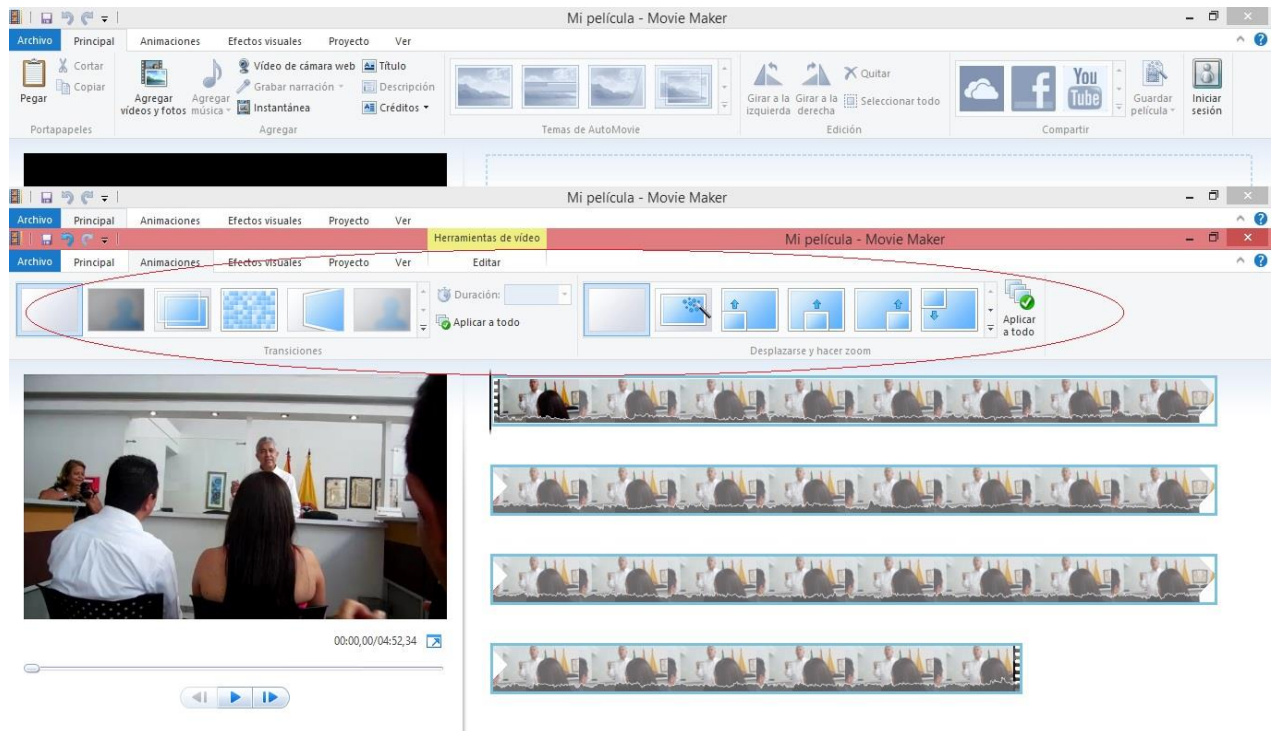 Mi película - Movie Maker
Archivo Principal Animaciones Efectos visuales Proyecto Ver
Pegar
Cortar
Copiar
Portapapeles
Agregar
vídeos y fotos
Agregar
música
Vídeo de cámara web
Grabar narración
Instantánea
Título
Descripción
Créditos
Agregar
Temas de AutoMovie
Girar a la
izquierda
Girar a la
derecha
Quitar
Seleccionar todo
Edición
You
Tube
Compartir
Guardar
película
Iniciar
sesión
Mi película - Movie Maker
Archivo Principal Animaciones Efectos visuales Proyecto Ver
Herramientas de vídeo
Mi película - Movie Maker
Archivo Principal Animaciones Efectos visuales Proyecto Ver Editar
Duración:
Aplicar a todo
Transiciones
Desplazarse y hacer zoom
Aplicar
a todo
00:00,00/04:52,34